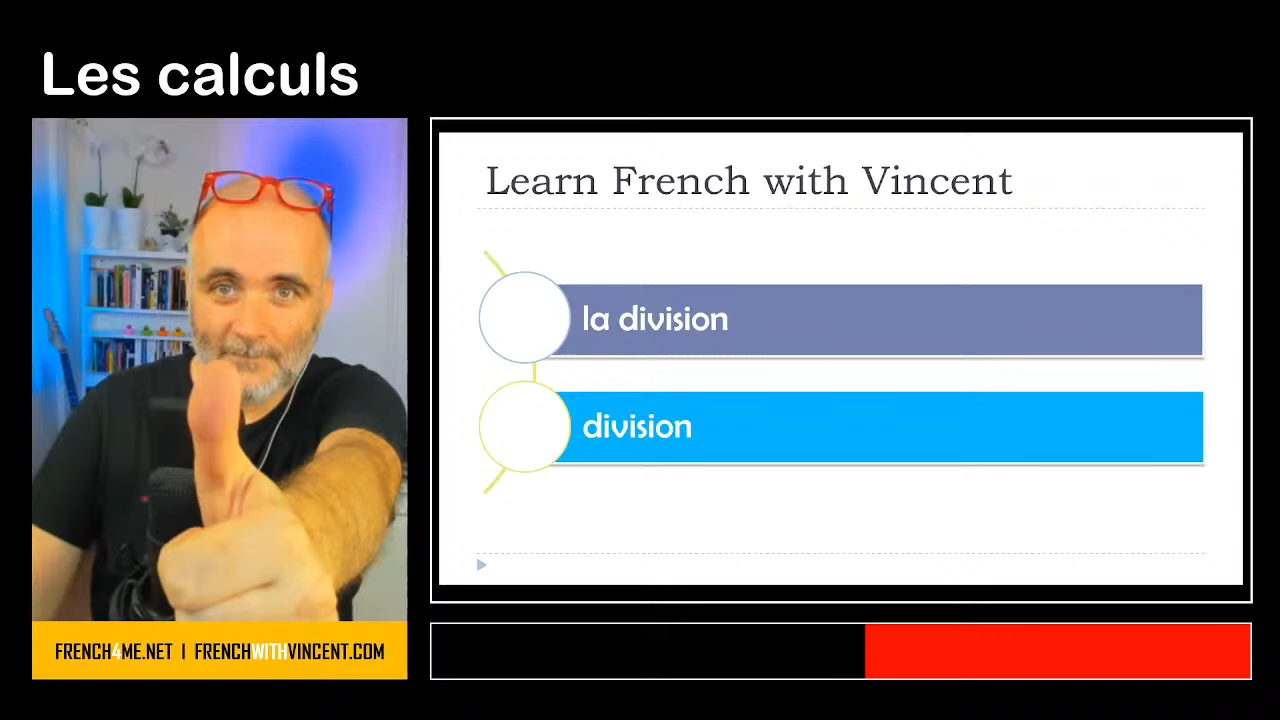 Les calculs
Learn French with Vincent
la division
division
FRENCH4ME.NET I FRENCHWITHVINCENT.COM